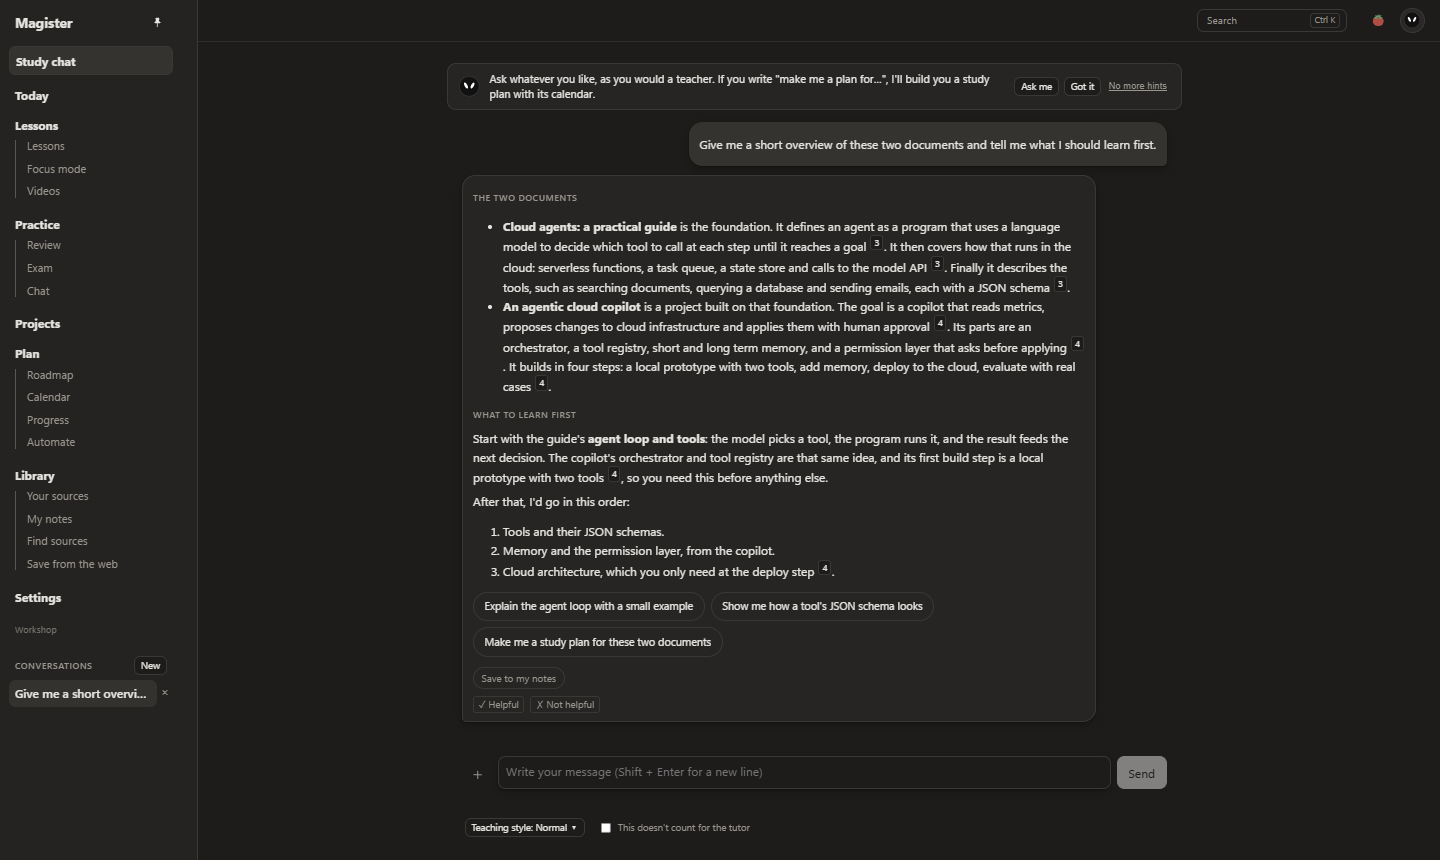 Magister
Study chat
Today
Lessons
Lessons
Focus mode
Videos
Practice
Review
Exam
Chat
Projects
Plan
Roadmap
Calendar
Progress
Automate
Library
Your sources
My notes
Find sources
Save from the web
Settings
Workshop
CONVERSATIONS
New
Give me a short overvi...
×
Search
Ctrl K
Ask whatever you like, as you would a teacher. If you write "make me a plan for...", I'll build you a study
plan with its calendar.
Ask me
Got it
No more hints
Give me a short overview of these two documents and tell me what I should learn first.
THE TWO DOCUMENTS
• Cloud agents: a practical guide is the foundation. It defines an agent as a program that uses a language
model to decide which tool to call at each step until it reaches a goal 3. It then covers how that runs in the
cloud: serverless functions, a task queue, a state store and calls to the model API 3. Finally it describes the
tools, such as searching documents, querying a database and sending emails, each with a JSON schema 3.
• An agentic cloud copilot is a project built on that foundation. The goal is a copilot that reads metrics,
proposes changes to cloud infrastructure and applies them with human approval 4. Its parts are an
orchestrator, a tool registry, short and long term memory, and a permission layer that asks before applying 4
. It builds in four steps: a local prototype with two tools, add memory, deploy to the cloud, evaluate with real
cases 4.
WHAT TO LEARN FIRST
Start with the guide's agent loop and tools: the model picks a tool, the program runs it, and the result feeds the
next decision. The copilot's orchestrator and tool registry are that same idea, and its first build step is a local
prototype with two tools 4, so you need this before anything else.
After that, I'd go in this order:
1. Tools and their JSON schemas.
2. Memory and the permission layer, from the copilot.
3. Cloud architecture, which you only need at the deploy step 4.
Explain the agent loop with a small example
Show me how a tool's JSON schema looks
Make me a study plan for these two documents
Save to my notes
✓ Helpful
✗ Not helpful
+
Write your message (Shift + Enter for a new line)
Send
Teaching style: Normal ▾
This doesn't count for the tutor